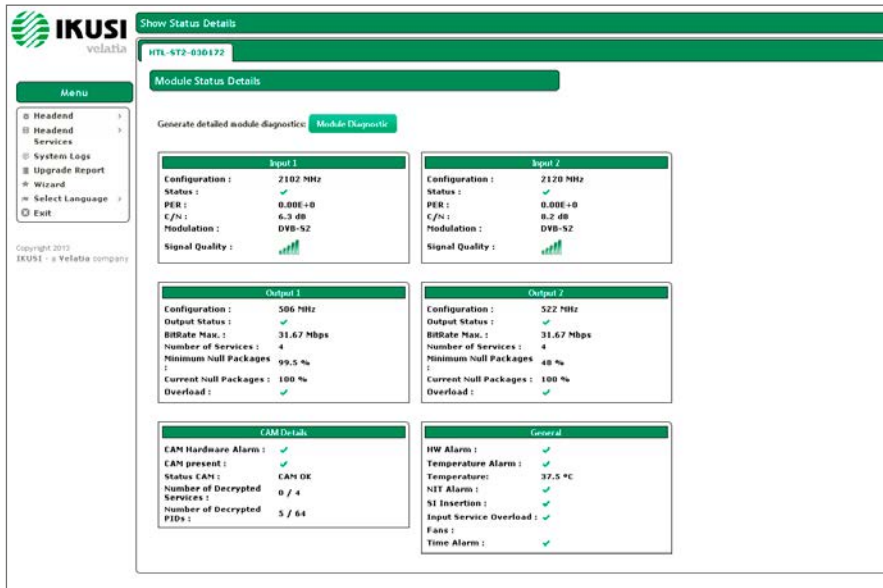 IKUSI
velatia
Show Status Details
HTL-ST2-030172
Menu
Headend
Headend
Services
System Logs
Upgrade Report
Wizard
Select Language
Exit
Copyright 2013
IKUSI - a Velatia company
Module Status Details
Generate detailed module diagnostics: Module Diagnostic
Input 1
Configuration : 2102 MHz
Status :
PER : 0.00E+0
C/N : 6.3 dB
Modulation : DVB-S2
Signal Quality :
Input 2
Configuration : 2120 MHz
Status :
PER : 0.00E+0
C/N : 8.2 dB
Modulation : DVB-S2
Signal Quality :
Output 1
Configuration : 506 MHz
Output Status :
BitRate Max. : 31.67 Mbps
Number of Services : 4
Minimum Null Packages
: 99.5 %
Current Null Packages : 100 %
Overload :
Output 2
Configuration : 522 MHz
Output Status :
BitRate Max. : 31.67 Mbps
Number of Services : 4
Minimum Null Packages
: 48 %
Current Null Packages : 100 %
Overload :
CAM Details
CAM Hardware Alarm :
CAM present :
Status CAM : CAM OK
Number of Decrypted
Services : 0 / 4
Number of Decrypted
PIDs : 5 / 64
General
HW Alarm :
Temperature Alarm :
Temperature: 37.5 ºC
NIT Alarm :
SI Insertion :
Input Service Overload :
Fans :
Time Alarm :